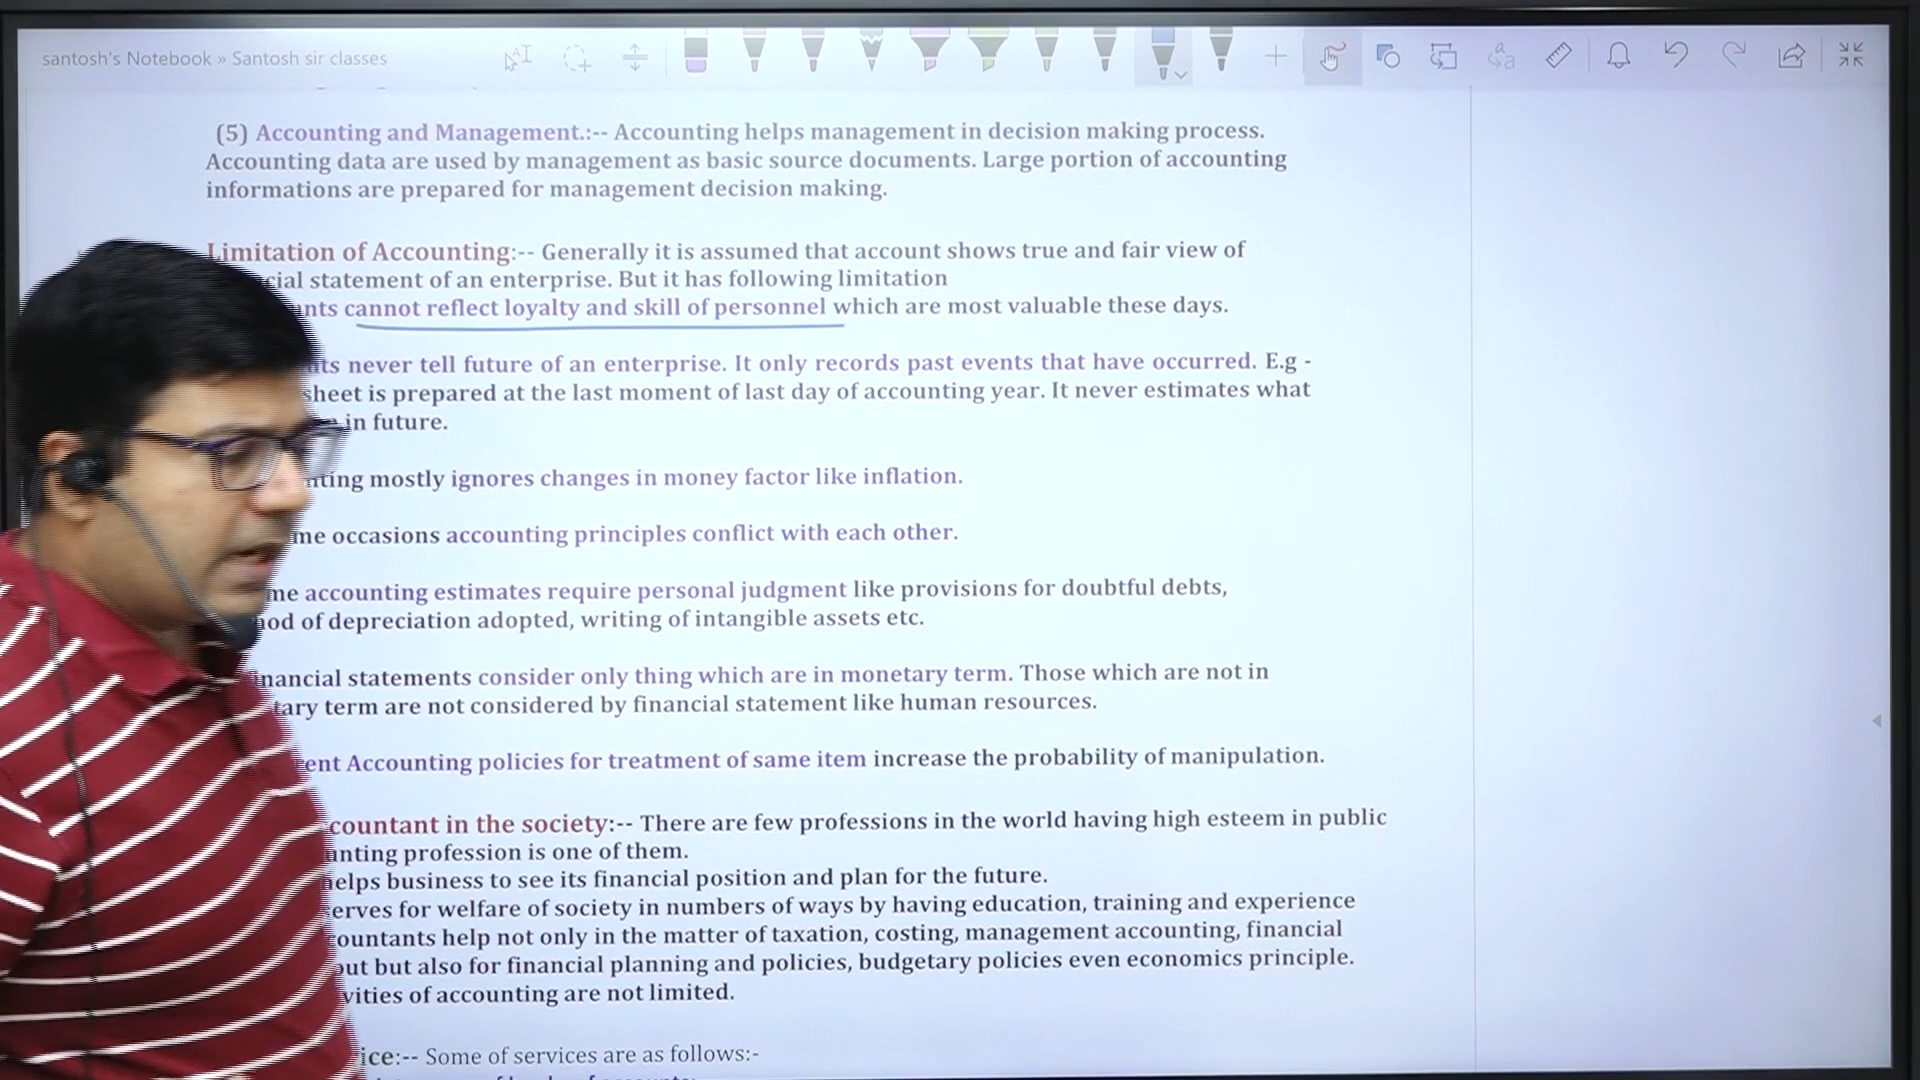 santosh's Notebook » Santosh sir classes
(5) Accounting and Management.:-- Accounting helps management in decision making process.
Accounting data are used by management as basic source documents. Large portion of accounting
informations are prepared for management decision making.
Limitation of Accounting:-- Generally it is assumed that account shows true and fair view of
cial statement of an enterprise. But it has following limitation
nts cannot reflect loyalty and skill of personnel which are most valuable these days.
ts never tell future of an enterprise. It only records past events that have occurred. E.g -
sheet is prepared at the last moment of last day of accounting year. It never estimates what
in future.
ting mostly ignores changes in money factor like inflation.
me occasions accounting principles conflict with each other.
me accounting estimates require personal judgment like provisions for doubtful debts,
od of depreciation adopted, writing of intangible assets etc.
nancial statements consider only thing which are in monetary term. Those which are not in
tary term are not considered by financial statement like human resources.
ent Accounting policies for treatment of same item increase the probability of manipulation.
countant in the society:-- There are few professions in the world having high esteem in public
unting profession is one of them.
helps business to see its financial position and plan for the future.
erves for welfare of society in numbers of ways by having education, training and experience
ountants help not only in the matter of taxation, costing, management accounting, financial
out but also for financial planning and policies, budgetary policies even economics principle.
vities of accounting are not limited.
ice:-- Some of services are as follows:-